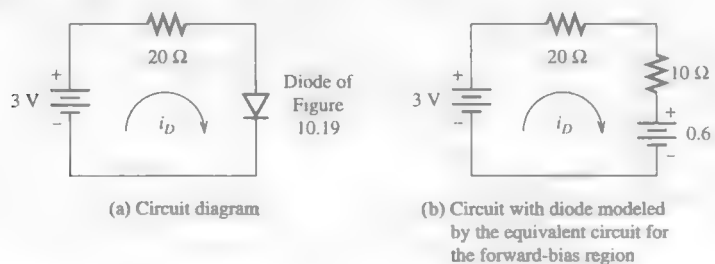 20 Ω
+
3 V
−
i_D
Diode of
Figure
10.19
(a) Circuit diagram
20 Ω
10 Ω
+
3 V
−
i_D
+
0.6
−
(b) Circuit with diode modeled
by the equivalent circuit for
the forward-bias region